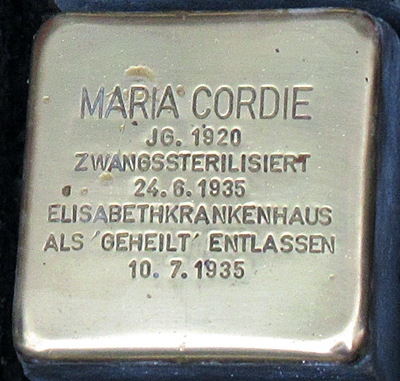 MARIA CORDIE
JG. 1920
ZWANGSSTERILISIERT
24.6.1935
ELISABETHKRANKENHAUS
ALS 'GEHEILT' ENTLASSEN
10.7.1935